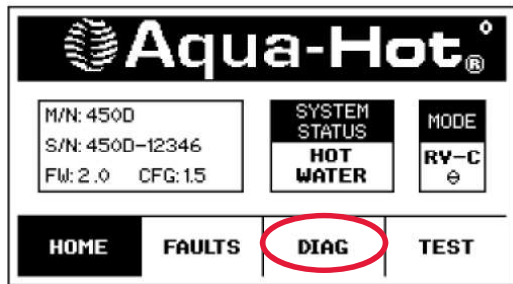 Aqua-Hot®
M/N: 450D
S/N: 450D-12346
FW: 2.0 CFG: 1.5
SYSTEM
STATUS
HOT
WATER
MODE
RV-C
HOME FAULTS DIAG TEST